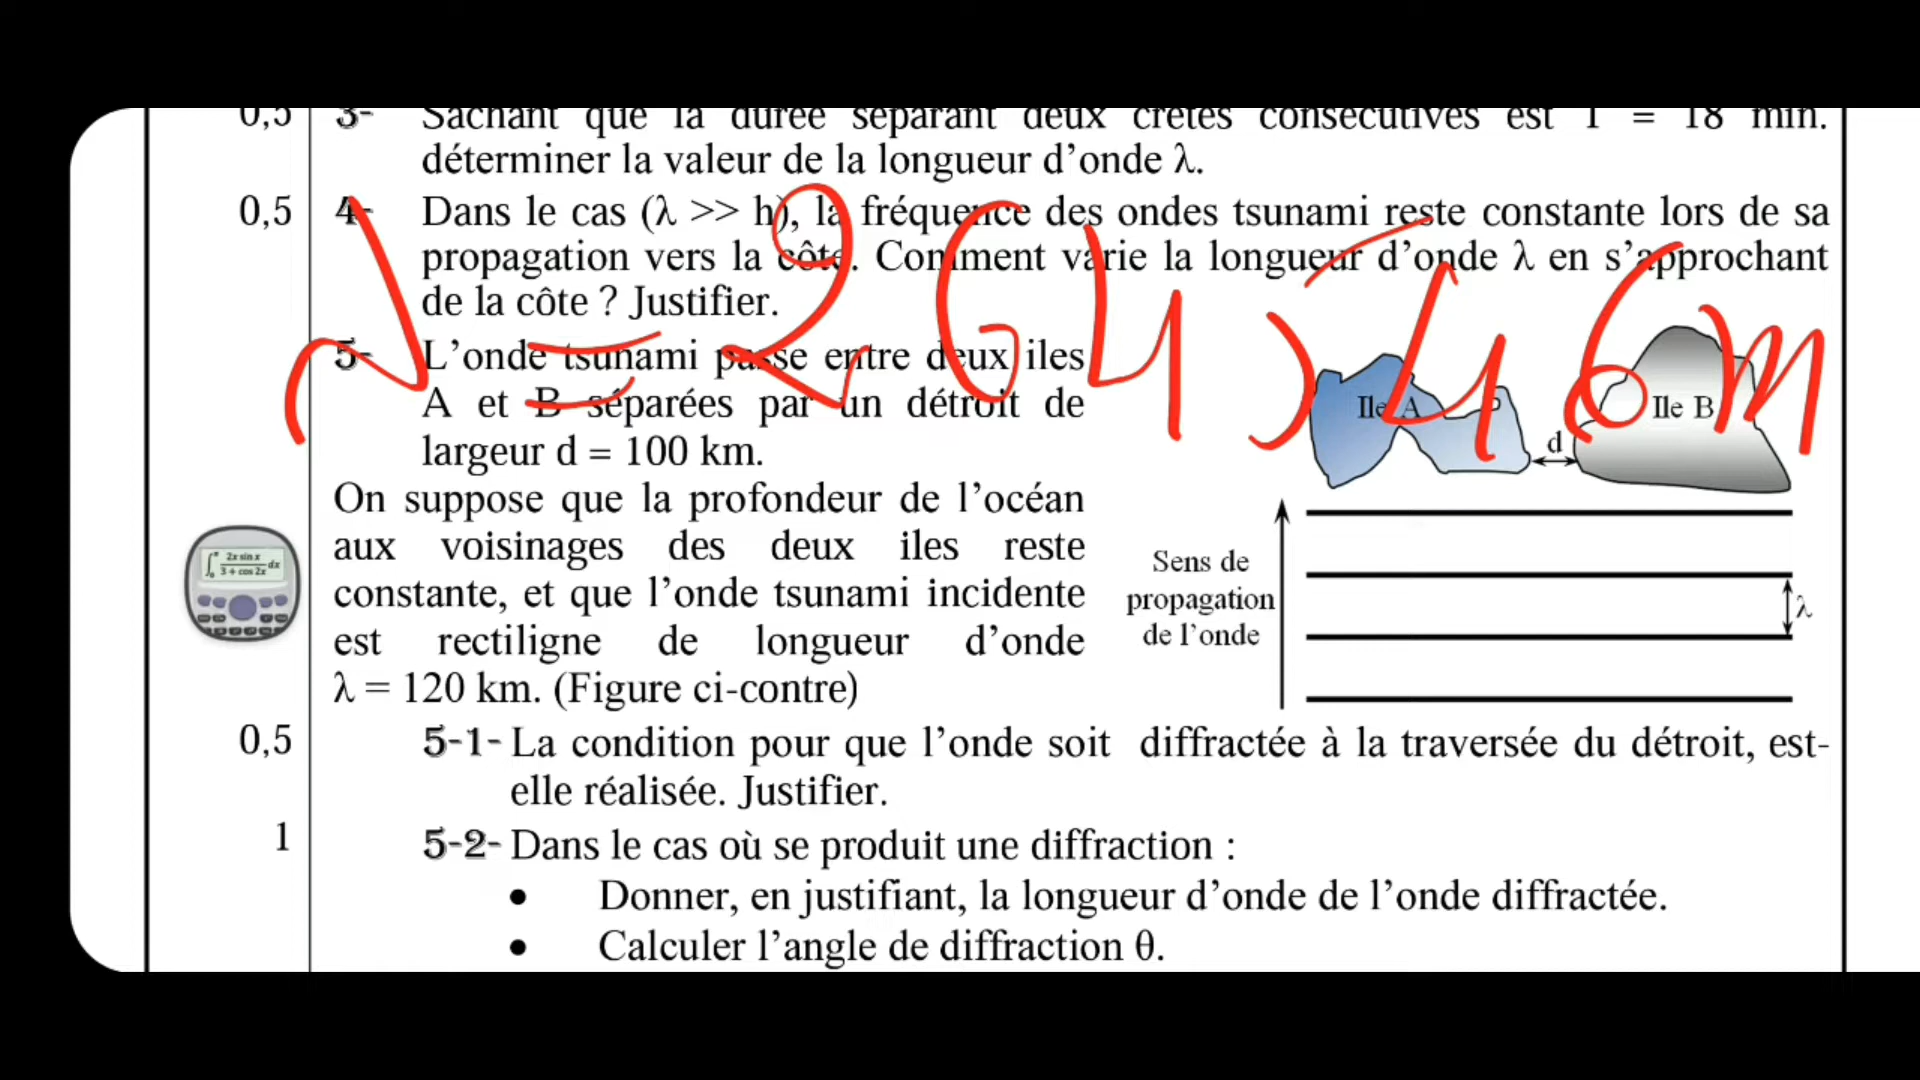 0,5 3- Sachant que la durée séparant deux crêtes consécutives est T = 18 min.
déterminer la valeur de la longueur d’onde λ.
0,5 4- Dans le cas (λ >> h), la fréquence des ondes tsunami reste constante lors de sa
propagation vers la côte. Comment varie la longueur d’onde λ en s’approchant
de la côte ? Justifier.
5- L’onde tsunami passe entre deux iles
A et B séparées par un détroit de
largeur d = 100 km.
On suppose que la profondeur de l’océan
aux voisinages des deux iles reste
constante, et que l’onde tsunami incidente
est rectiligne de longueur d’onde
λ = 120 km. (Figure ci-contre)
Ile A
Ile B
d
Sens de
propagation
de l’onde
λ
0,5 5-1- La condition pour que l’onde soit diffractée à la traversée du détroit, est-
elle réalisée. Justifier.
1 5-2- Dans le cas où se produit une diffraction :
• Donner, en justifiant, la longueur d’onde de l’onde diffractée.
• Calculer l’angle de diffraction θ.
2x sin x
3 + cos 2x dx
λ = 264,
m